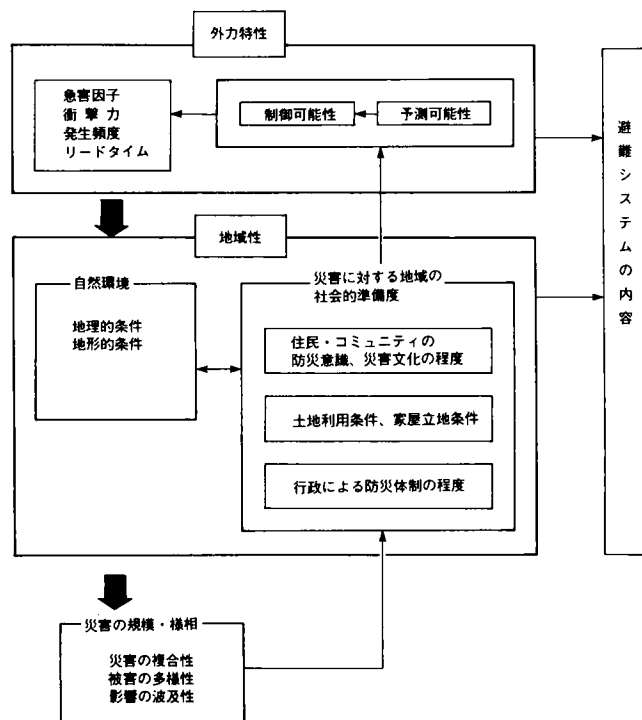 外力特性
急害因子
衝撃力
発生頻度
リードタイム
制御可能性
予測可能性
地域性
自然環境
地理的条件
地形的条件
災害に対する地域の
社会的準備度
住民・コミュニティの
防災意識、災害文化の程度
土地利用条件、家屋立地条件
行政による防災体制の程度
災害の規模・様相
災害の複合性
被害の多様性
影響の波及性
避難システムの内容